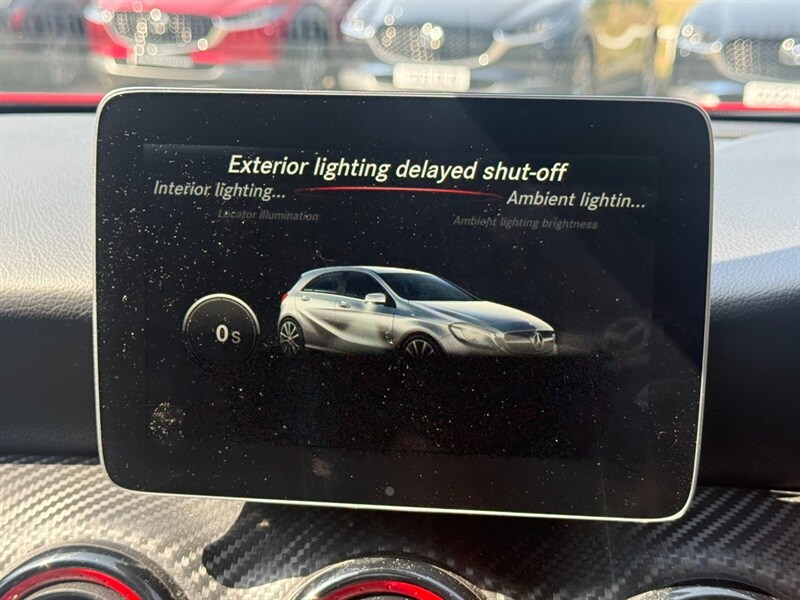 Exterior lighting delayed shut-off
Interior lighting...
Ambient lightin...
Locator illumination
Ambient lighting brightness
0s